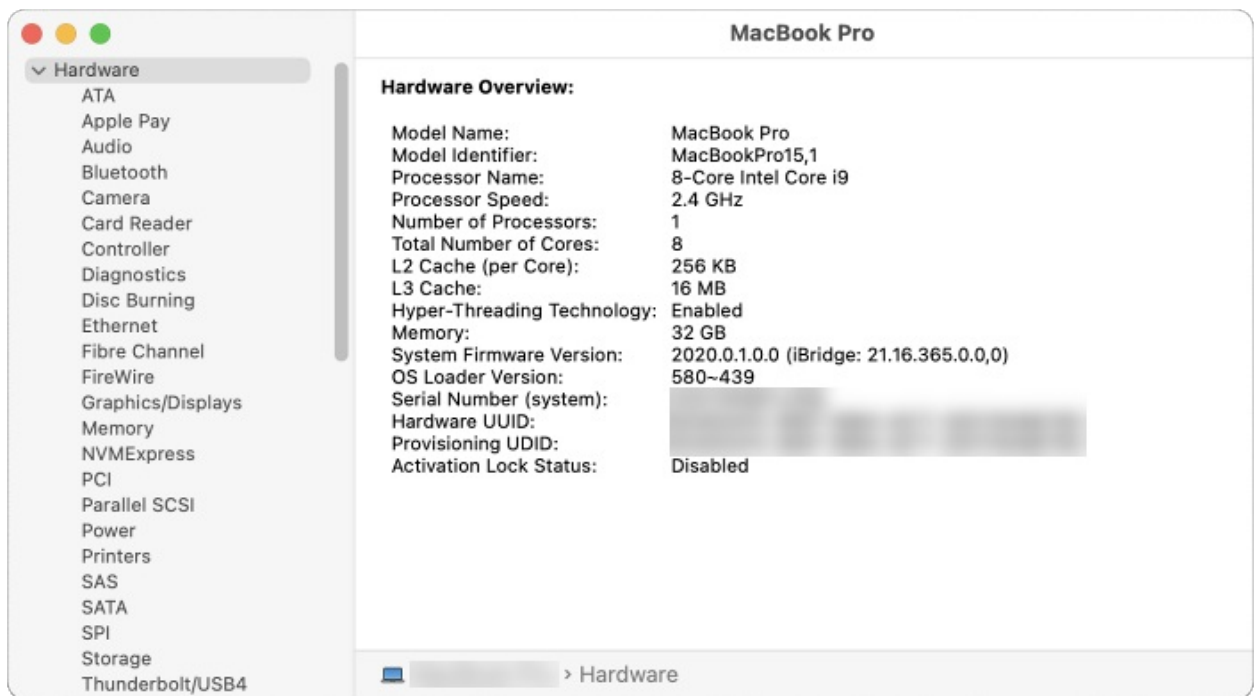 MacBook Pro
Hardware
ATA
Apple Pay
Audio
Bluetooth
Camera
Card Reader
Controller
Diagnostics
Disc Burning
Ethernet
Fibre Channel
FireWire
Graphics/Displays
Memory
NVMExpress
PCI
Parallel SCSI
Power
Printers
SAS
SATA
SPI
Storage
Thunderbolt/USB4
Hardware Overview:
Model Name: MacBook Pro
Model Identifier: MacBookPro15,1
Processor Name: 8-Core Intel Core i9
Processor Speed: 2.4 GHz
Number of Processors: 1
Total Number of Cores: 8
L2 Cache (per Core): 256 KB
L3 Cache: 16 MB
Hyper-Threading Technology: Enabled
Memory: 32 GB
System Firmware Version: 2020.0.1.0.0 (iBridge: 21.16.365.0.0,0)
OS Loader Version: 580~439
Serial Number (system):
Hardware UUID:
Provisioning UDID:
Activation Lock Status: Disabled
› Hardware